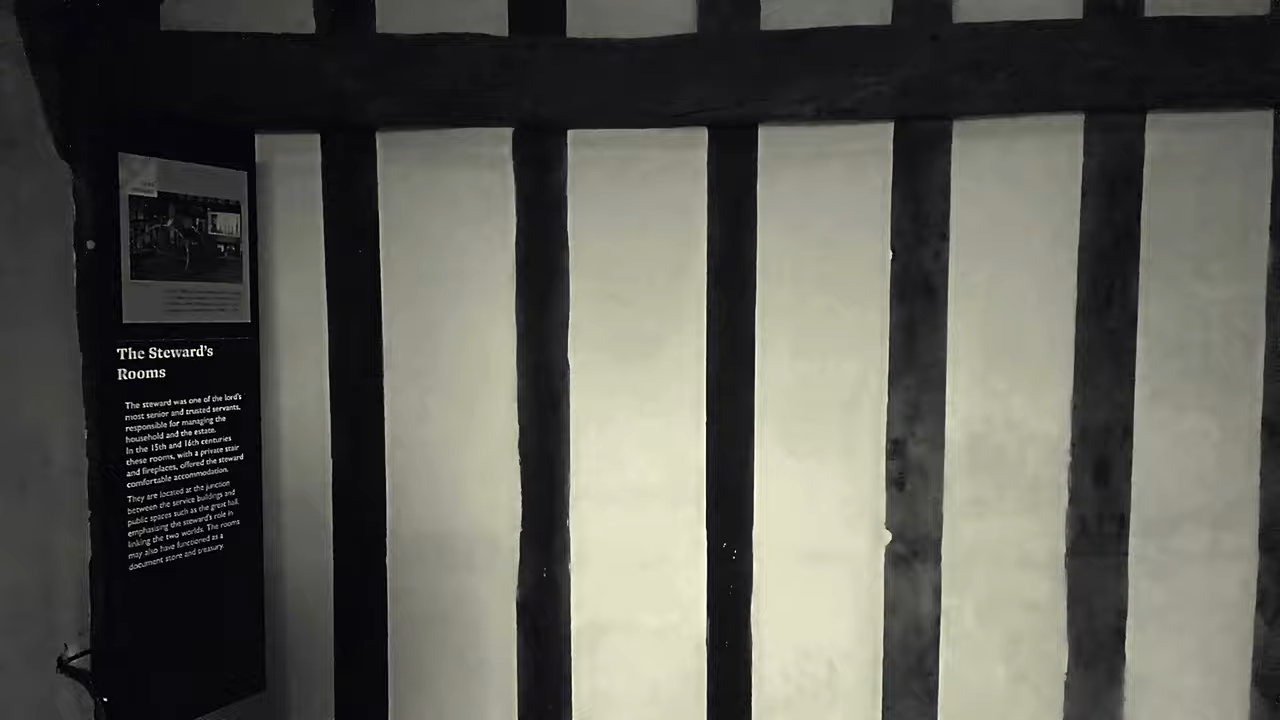 The Steward's
Rooms
The steward was one of the lord's
most senior and trusted servants,
responsible for managing the
household and the estate.
In the 15th and 16th centuries
these rooms, with a private stair
and fireplaces, offered the steward
comfortable accommodation.
They are located at the junction
between the service buildings and
public spaces such as the great hall,
emphasising the steward's role in
linking the two worlds. The rooms
may also have functioned as a
document store and treasury.